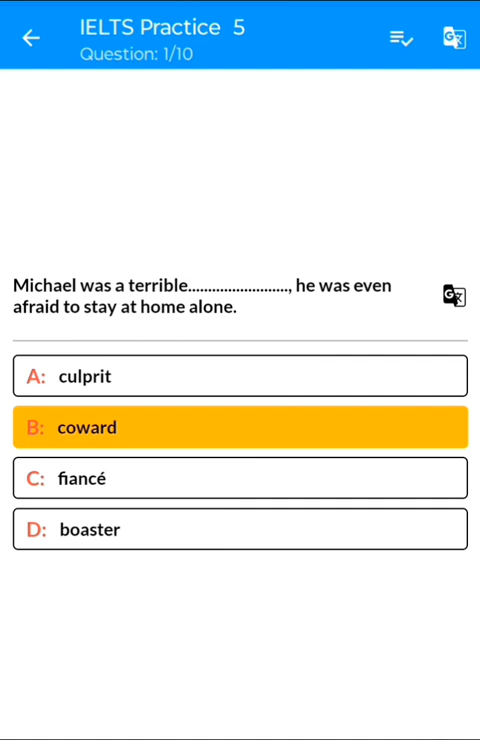 IELTS Practice 5
Question: 1/10
Michael was a terrible........................., he was even
afraid to stay at home alone.
A: culprit
B: coward
C: fiancé
D: boaster